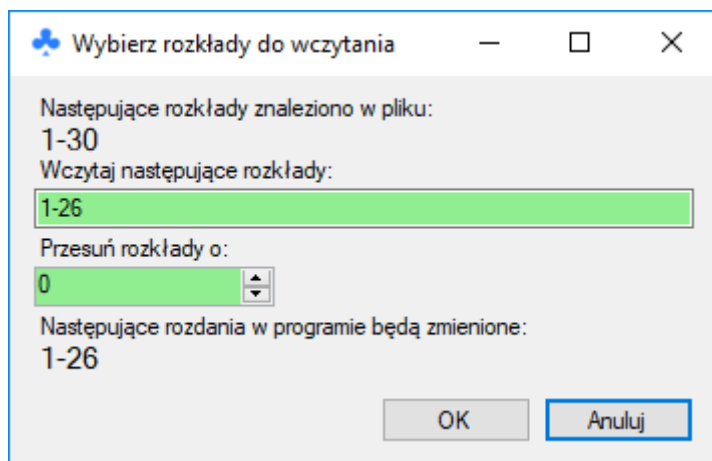 Wybierz rozkłady do wczytania
Następujące rozkłady znaleziono w pliku:
1-30
Wczytaj następujące rozkłady:
1-26
Przesuń rozkłady o:
0
Następujące rozdania w programie będą zmienione:
1-26
OK Anuluj